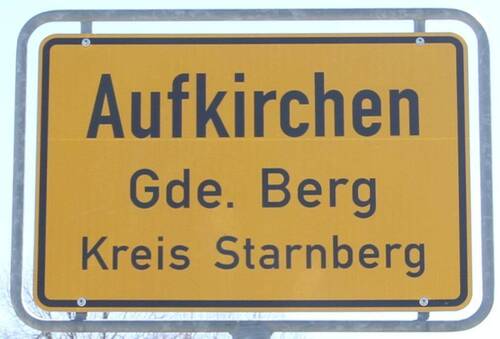 Aufkirchen
Gde. Berg
Kreis Starnberg